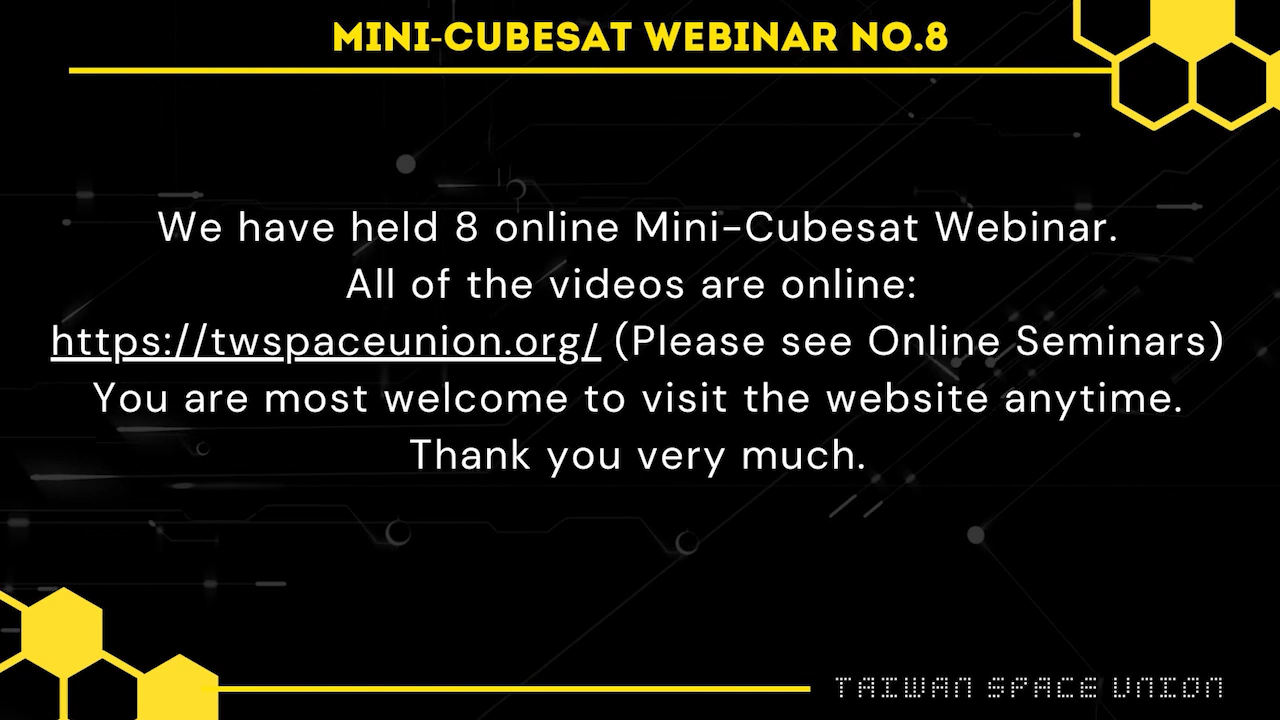 MINI-CUBESAT WEBINAR NO.8
We have held 8 online Mini-Cubesat Webinar.
All of the videos are online:
https://twspaceunion.org/ (Please see Online Seminars)
You are most welcome to visit the website anytime.
Thank you very much.
TAIWAN SPACE UNION